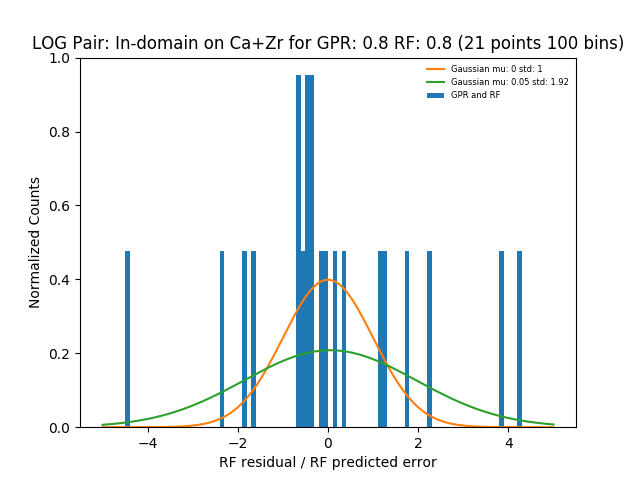 LOG Pair: In-domain on Ca+Zr for GPR: 0.8 RF: 0.8 (21 points 100 bins)
Gaussian mu: 0 std: 1
Gaussian mu: 0.05 std: 1.92
GPR and RF
Normalized Counts
1.0
0.8
0.6
0.4
0.2
0.0
−4 −2 0 2 4
RF residual / RF predicted error